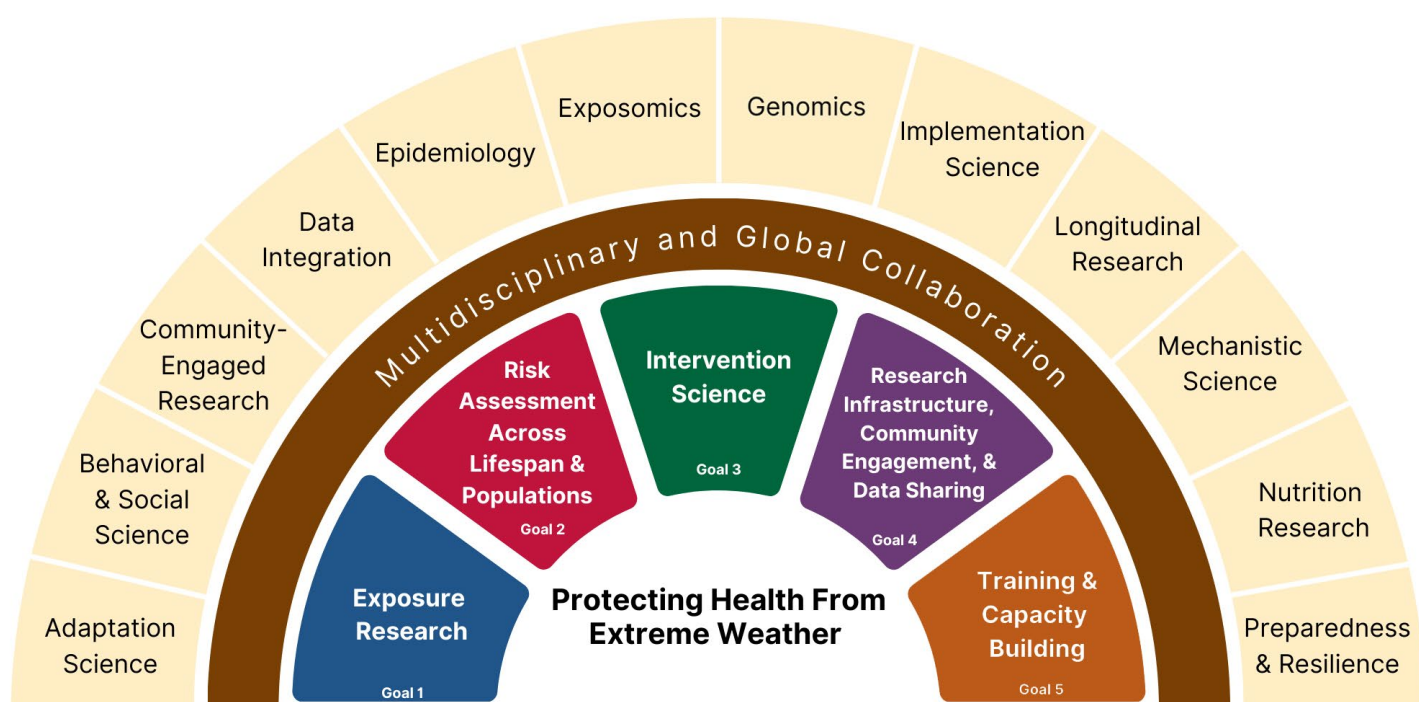 Adaptation
Science
Behavioral
& Social
Science
Community-
Engaged
Research
Data
Integration
Epidemiology
Exposomics
Genomics
Implementation
Science
Longitudinal
Research
Mechanistic
Science
Nutrition
Research
Preparedness
& Resilience
Multidisciplinary and Global Collaboration
Exposure
Research
Goal 1
Risk
Assessment
Across
Lifespan &
Populations
Goal 2
Intervention
Science
Goal 3
Research
Infrastructure,
Community
Engagement, &
Data Sharing
Goal 4
Training &
Capacity
Building
Goal 5
Protecting Health From
Extreme Weather